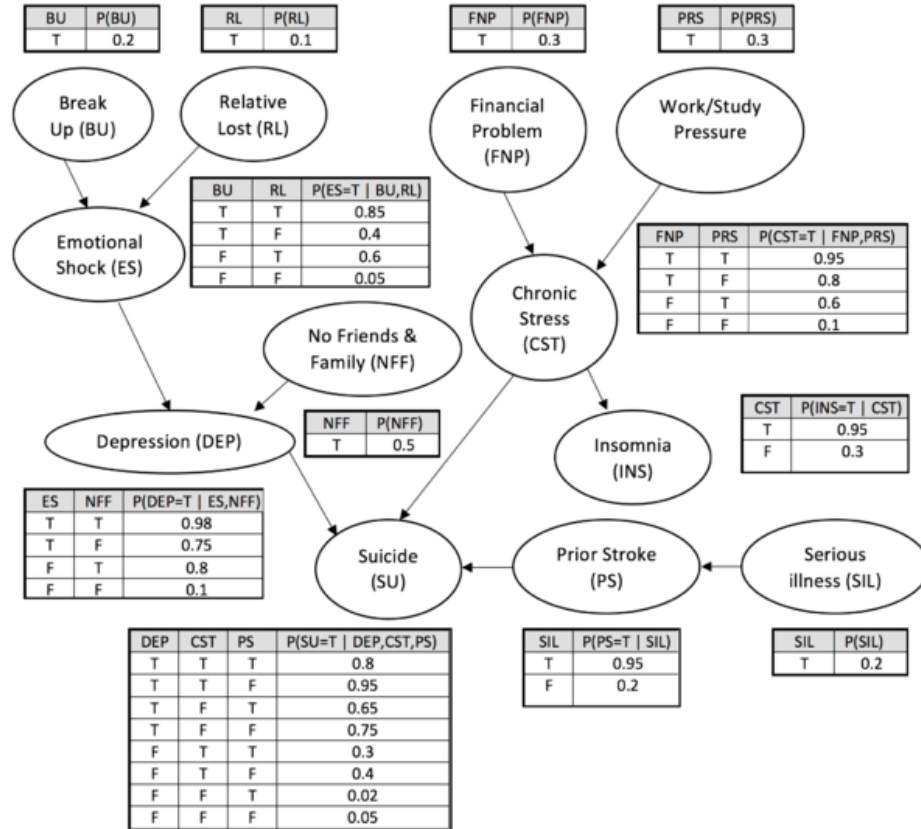 BU P(BU)
T 0.2
RL P(RL)
T 0.1
FNP P(FNP)
T 0.3
PRS P(PRS)
T 0.3
Break
Up (BU)
Relative
Lost (RL)
Financial
Problem
(FNP)
Work/Study
Pressure
BU RL P(ES=T | BU,RL)
T T 0.85
T F 0.4
F T 0.6
F F 0.05
Emotional
Shock (ES)
FNP PRS P(CST=T | FNP,PRS)
T T 0.95
T F 0.8
F T 0.6
F F 0.1
Chronic
Stress
(CST)
No Friends &
Family (NFF)
NFF P(NFF)
T 0.5
Depression (DEP)
Insomnia
(INS)
CST P(INS=T | CST)
T 0.95
F 0.3
ES NFF P(DEP=T | ES,NFF)
T T 0.98
T F 0.75
F T 0.8
F F 0.1
Suicide
(SU)
Prior Stroke
(PS)
Serious
illness (SIL)
DEP CST PS P(SU=T | DEP,CST,PS)
T T T 0.8
T T F 0.95
T F T 0.65
T F F 0.75
F T T 0.3
F T F 0.4
F F T 0.02
F F F 0.05
SIL P(PS=T | SIL)
T 0.95
F 0.2
SIL P(SIL)
T 0.2